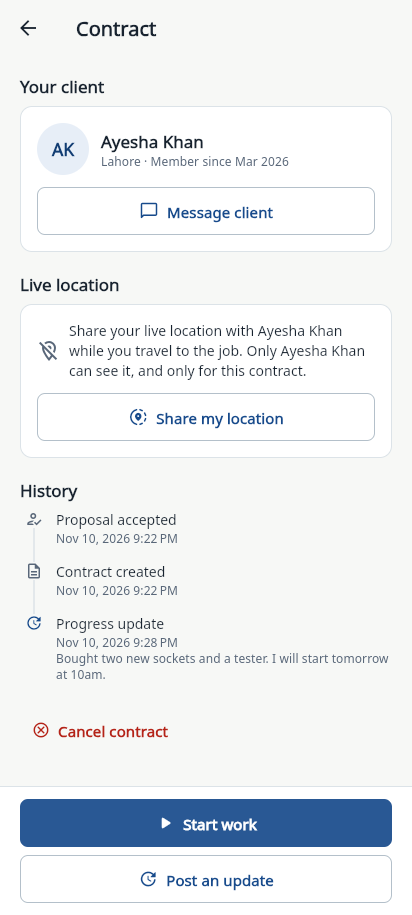 Contract
Your client
AK
Ayesha Khan
Lahore · Member since Mar 2026
Message client
Live location
Share your live location with Ayesha Khan
while you travel to the job. Only Ayesha Khan
can see it, and only for this contract.
Share my location
History
Proposal accepted
Nov 10, 2026 9:22 PM
Contract created
Nov 10, 2026 9:22 PM
Progress update
Nov 10, 2026 9:28 PM
Bought two new sockets and a tester. I will start tomorrow
at 10am.
Cancel contract
Start work
Post an update